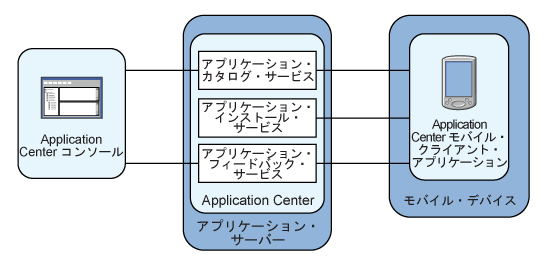 Application
Center コンソール
アプリケーション・
カタログ・サービス
アプリケーション・
インストール・
サービス
アプリケーション・
フィードバック・
サービス
Application Center
アプリケーション・
サーバー
Application
Center モバイル・
クライアント・
アプリケーション
モバイル・デバイス